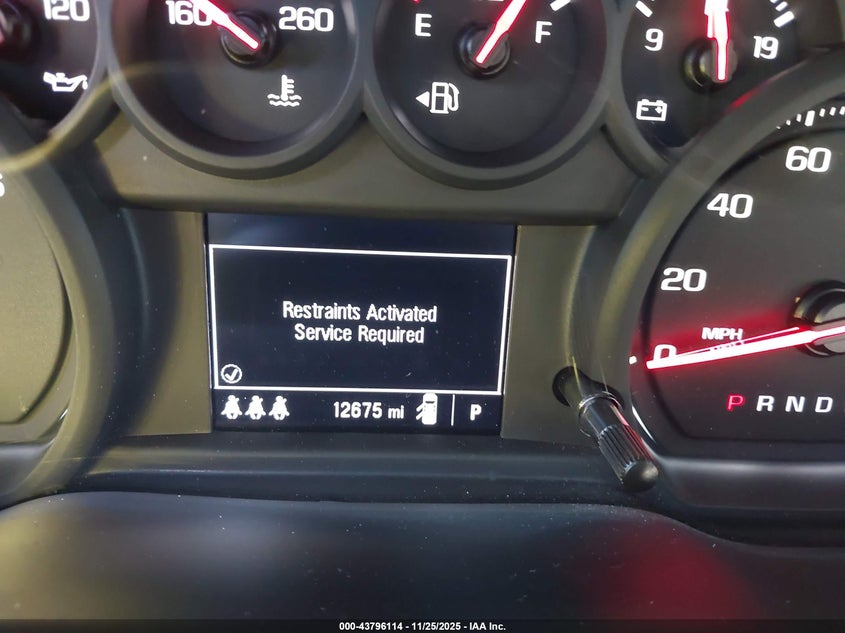 120
160 260
E F
9 19
60
40
20
0
MPH
Restraints Activated
Service Required
12675 mi P
P R N D
000-43796114 - 11/25/2025 - IAA Inc.